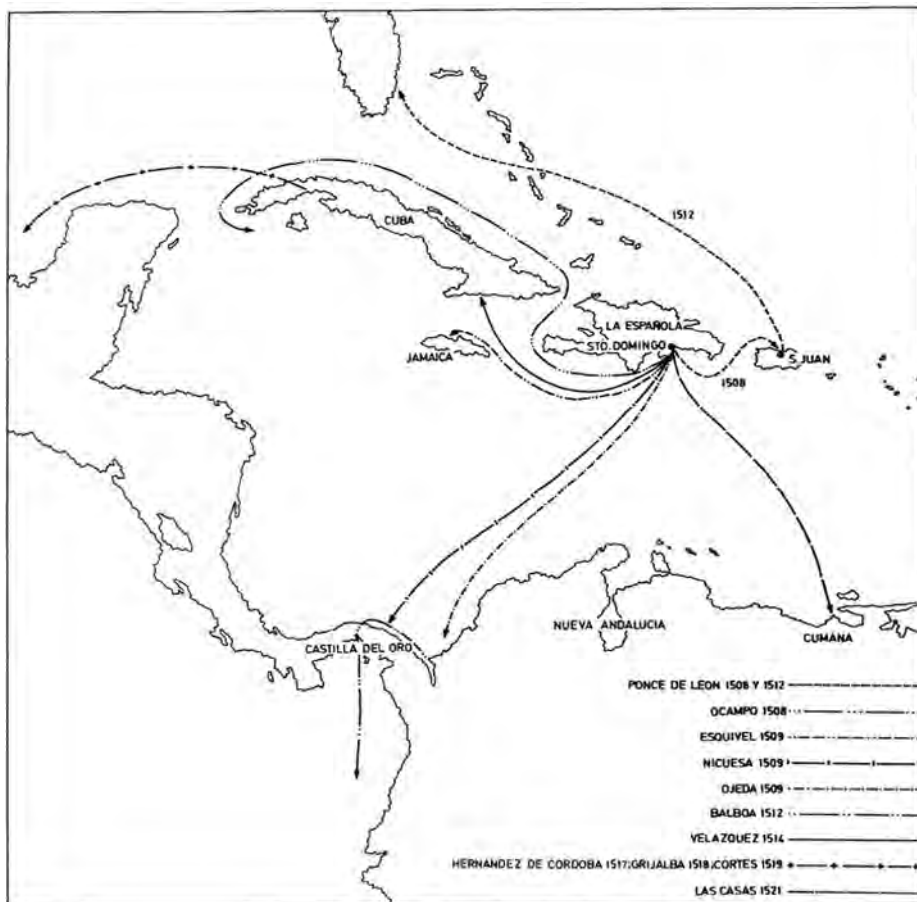 1512
CUBA
LA ESPAÑOLA
STO. DOMINGO
S. JUAN
JAMAICA
1508
NUEVA ANDALUCIA
CUMANA
CASTILLA DEL ORO
PONCE DE LEON 1508 Y 1512
OCAMPO 1508
ESQUIVEL 1509
NICUESA 1509
OJEDA 1509
BALBOA 1512
VELAZQUEZ 1514
HERNANDEZ DE CORDOBA 1517; GRIJALBA 1518; CORTES 1519
LAS CASAS 1521